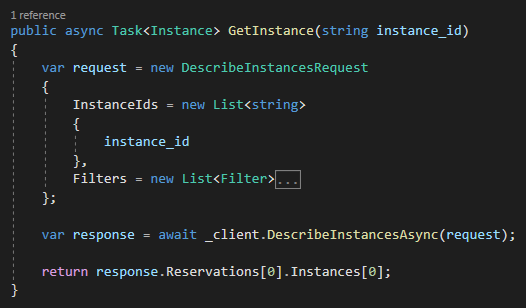 1 reference
public async Task<Instance> GetInstance(string instance_id)
{
    var request = new DescribeInstancesRequest
    {
        InstanceIds = new List<string>
        {
            instance_id
        },
        Filters = new List<Filter>...
    };

    var response = await _client.DescribeInstancesAsync(request);

    return response.Reservations[0].Instances[0];
}